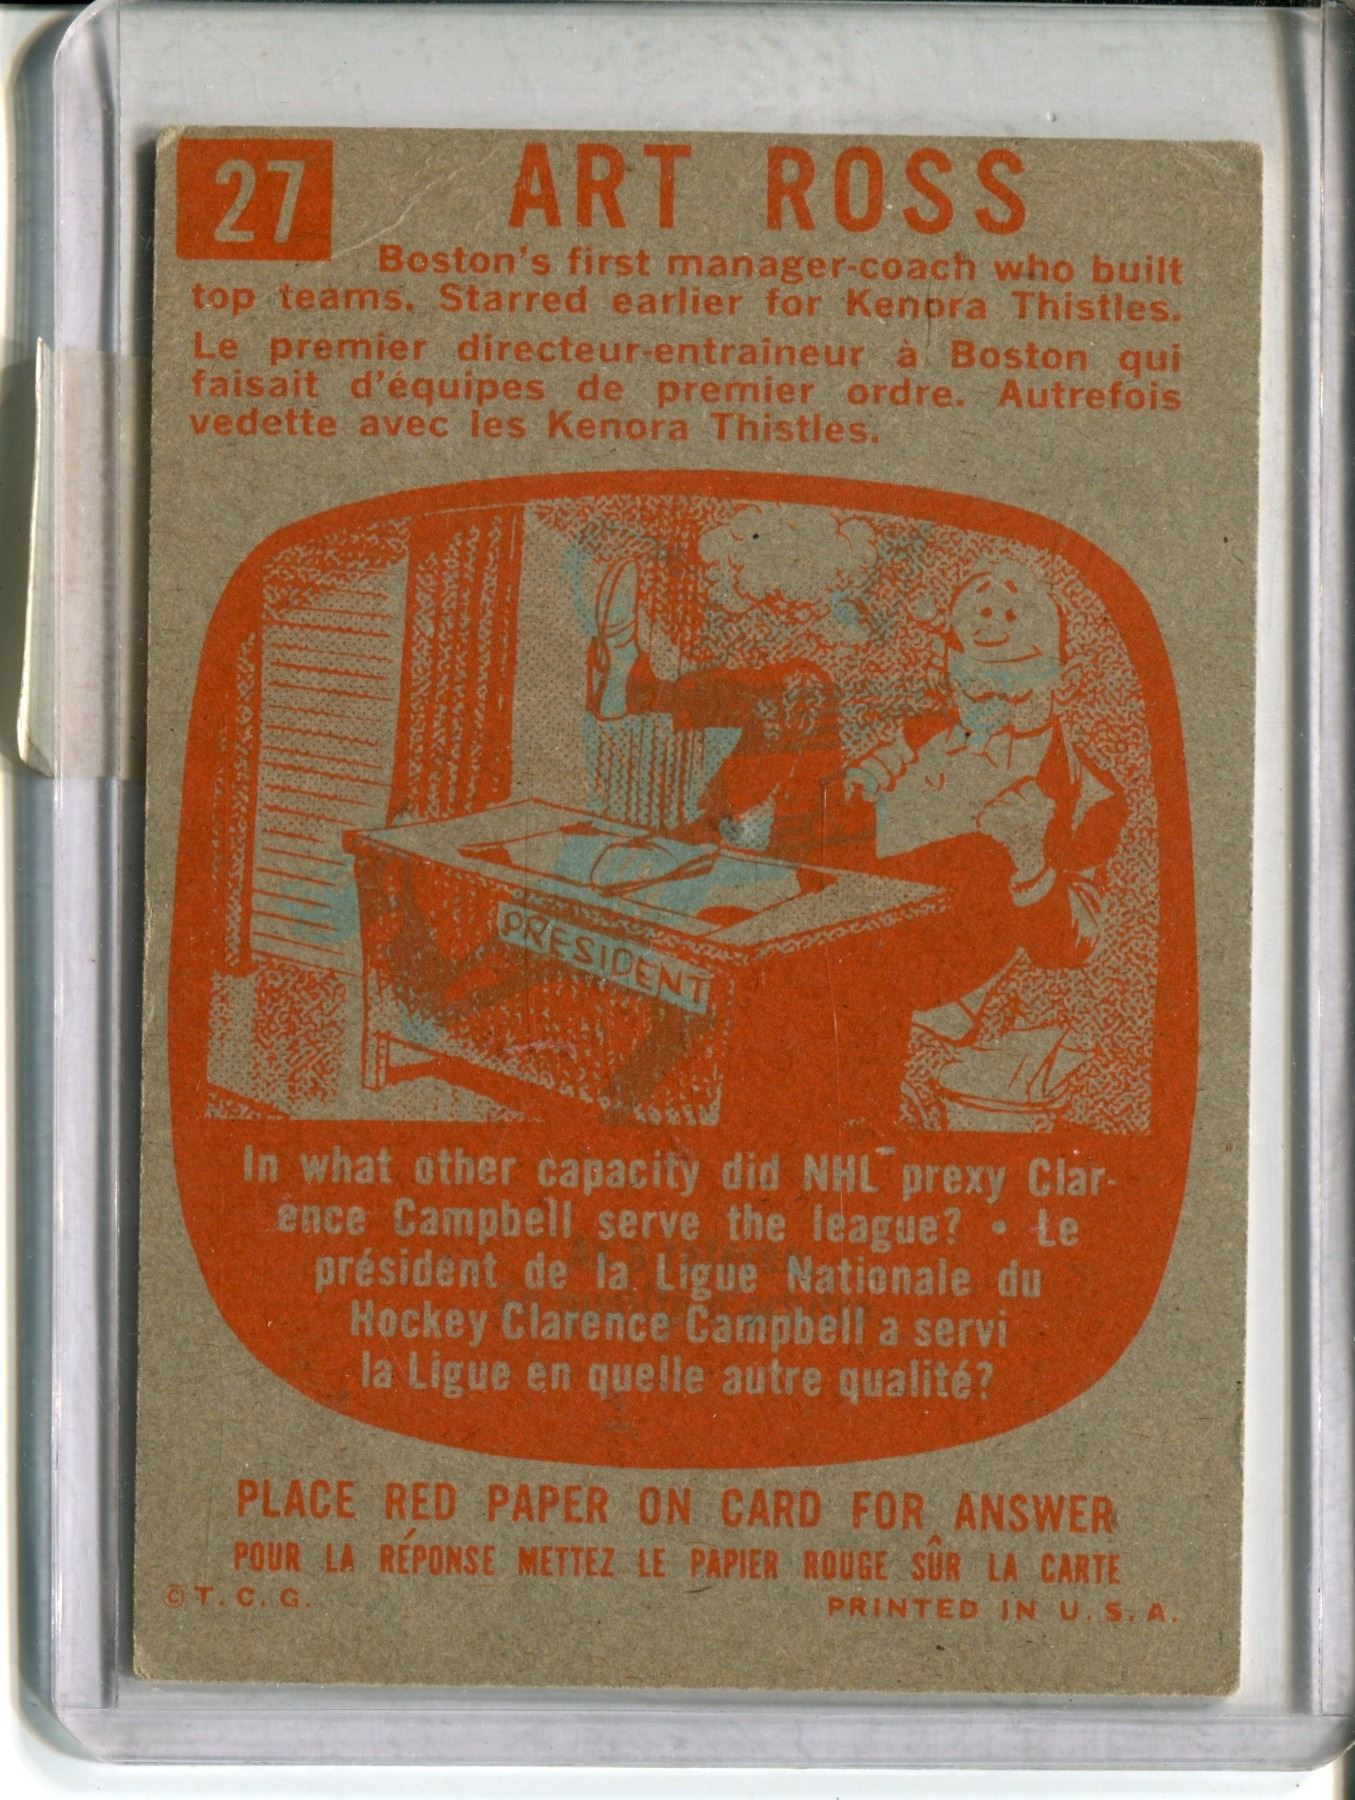 27
ART ROSS
Boston's first manager-coach who built
top teams. Starred earlier for Kenora Thistles.
Le premier directeur-entraineur à Boston qui
faisait d'équipes de premier ordre. Autrefois
vedette avec les Kenora Thistles.
PRESIDENT
In what other capacity did NHL prexy Clar-
ence Campbell serve the league? • Le
président de la Ligue Nationale du
Hockey Clarence Campbell a servi
la Ligue en quelle autre qualité?
PLACE RED PAPER ON CARD FOR ANSWER
POUR LA RÉPONSE METTEZ LE PAPIER ROUGE SÛR LA CARTE
© T. C. G.
PRINTED IN U. S. A.